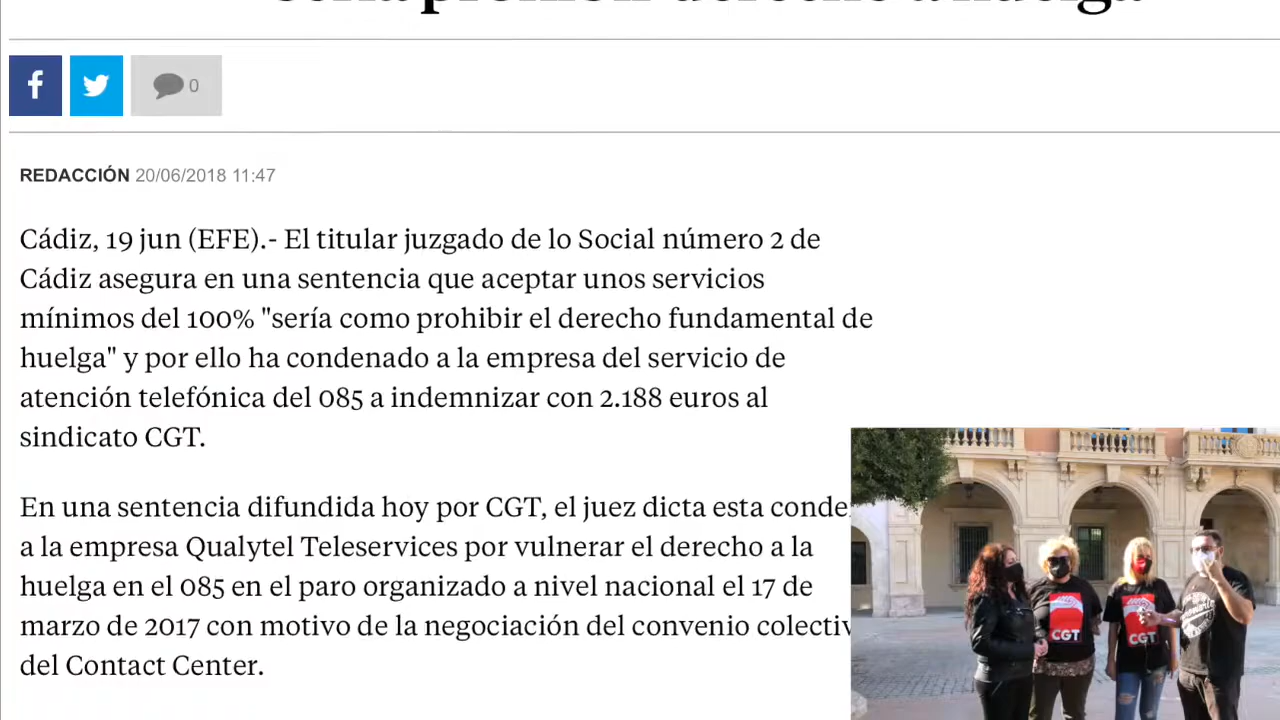 sería prohibir derecho a huelga
0
REDACCIÓN 20/06/2018 11:47
Cádiz, 19 jun (EFE).- El titular juzgado de lo Social número 2 de
Cádiz asegura en una sentencia que aceptar unos servicios
mínimos del 100% "sería como prohibir el derecho fundamental de
huelga" y por ello ha condenado a la empresa del servicio de
atención telefónica del 085 a indemnizar con 2.188 euros al
sindicato CGT.
En una sentencia difundida hoy por CGT, el juez dicta esta conde
a la empresa Qualytel Teleservices por vulnerar el derecho a la
huelga en el 085 en el paro organizado a nivel nacional el 17 de
marzo de 2017 con motivo de la negociación del convenio colectiv
del Contact Center.
CGT
CGT